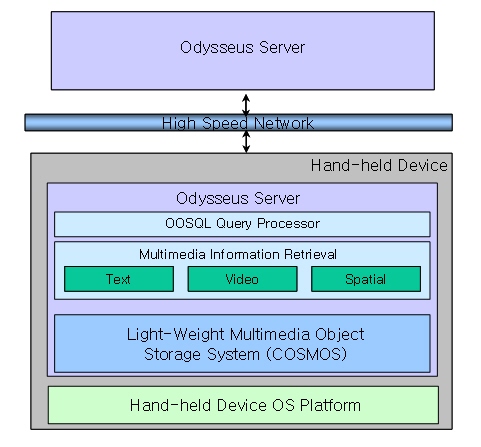 Odysseus Server
High Speed Network
Hand-held Device
Odysseus Server
OOSQL Query Processor
Multimedia Information Retrieval
Text
Video
Spatial
Light-Weight Multimedia Object
Storage System (COSMOS)
Hand-held Device OS Platform